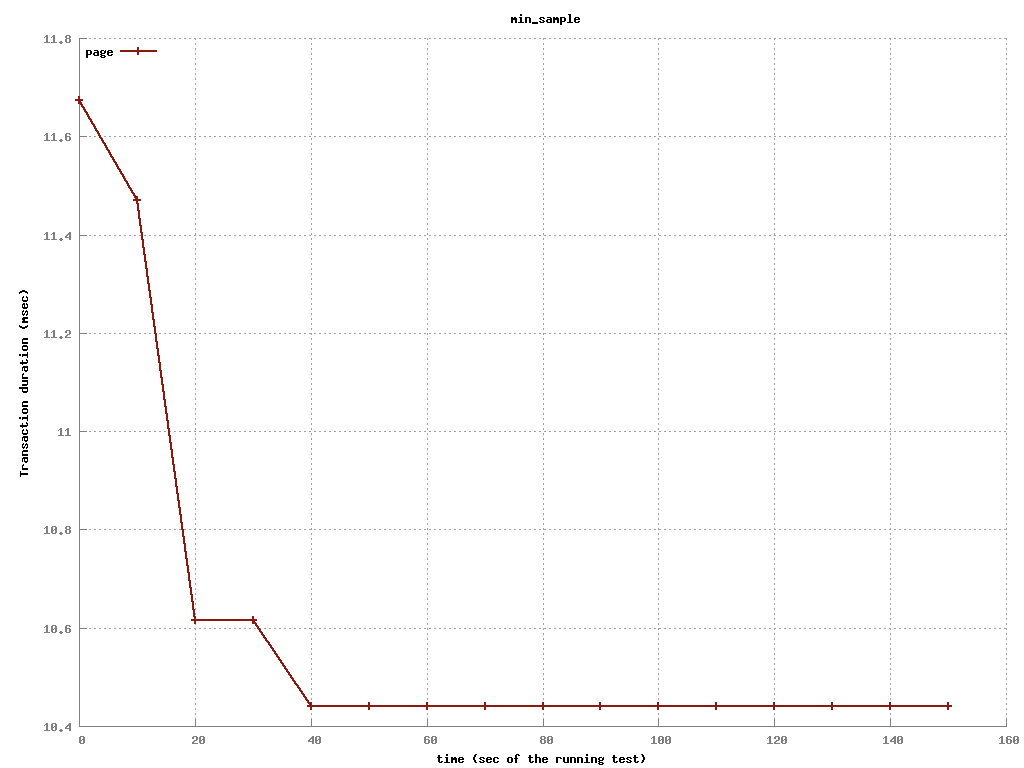 min_sample
page
11.8
11.6
11.4
11.2
11
10.8
10.6
10.4
Transaction duration (msec)
0 20 40 60 80 100 120 140 160
time (sec of the running test)